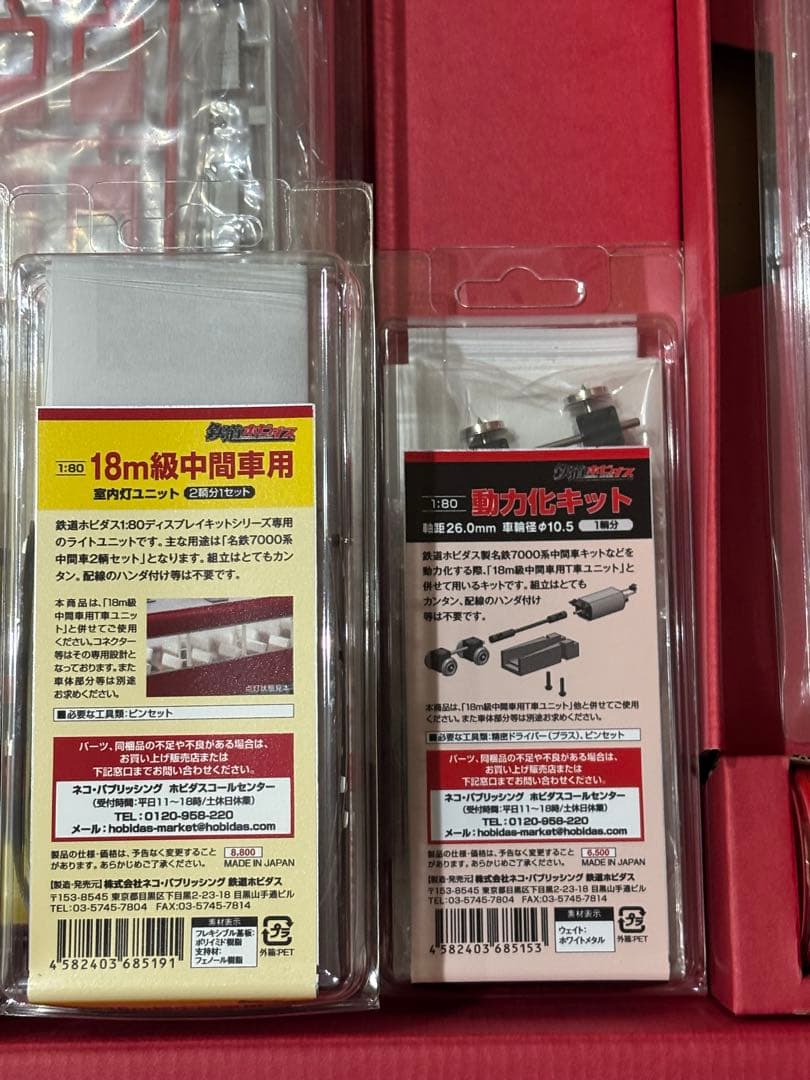 鉄道ホビダス
1:80 18m級中間車用
室内灯ユニット 2輌分1セット
鉄道ホビダス1:80ディスプレイキットシリーズ専用
のライトユニットです。主な用途は「名鉄7000系
中間車2輌セット」となります。組立はとてもカン
タン。配線のハンダ付け等は不要です。
本商品は、「18m級
中間車用T車ユニッ
ト」と併せてご使用
ください。コネクター
等はその専用設計と
なっております。また
車体部分等は別途
お求めください。
点灯状態見本
■必要な工具類:ピンセット
パーツ、同梱品の不足や不良がある場合は、
お買い上げ販売店または
下記窓口までお問い合わせください。
ネコ・パブリッシング ホビダスコールセンター
(受付時間:平日11〜18時/土休日休業)
TEL:0120-958-220
メール:hobidas-market@hobidas.com
製品の仕様・価格は、予告なく変更すること
があります。あらかじめご了承ください。
8,800
MADE IN JAPAN
【製造・発売元】株式会社ネコ・パブリッシング 鉄道ホビダス
〒153-8545 東京都目黒区下目黒2-23-18 目黒山手通ビル
TEL:03-5745-7804 FAX:03-5745-7814
4 582403 685191
素材表示
フレキシブル基板:
ポリイミド樹脂
支持材:
フェノール樹脂
プラ
外箱:PET
鉄道ホビダス
1:80 動力化キット
軸距26.0mm 車輪径φ10.5 1輌分
鉄道ホビダス製名鉄7000系中間車キットなどを
動力化する際、「18m級中間車用T車ユニット」と
併せて用いるキットです。組立はとても
カンタン、配線のハンダ付け
等は不要です。
本商品は、「18m級中間車用T車ユニット」他と併せてご使用
ください。また車体部分等は別途お求めください。
■必要な工具類:精密ドライバー(プラス)、ピンセット
パーツ、同梱品の不足や不良がある場合は、
お買い上げ販売店または
下記窓口までお問い合わせください。
ネコ・パブリッシング ホビダスコールセンター
(受付時間:平日11〜18時/土休日休業)
TEL:0120-958-220
メール:hobidas-market@hobidas.com
製品の仕様・価格は、予告なく変更すること
があります。あらかじめご了承ください。
6,500
MADE IN JAPAN
【製造・発売元】株式会社ネコ・パブリッシング 鉄道ホビダス
〒153-8545 東京都目黒区下目黒2-23-18 目黒山手通ビル
TEL:03-5745-7804 FAX:03-5745-7814
4 582403 685153
素材表示
ウェイト:
ホワイトメタル
プラ
外箱:PET